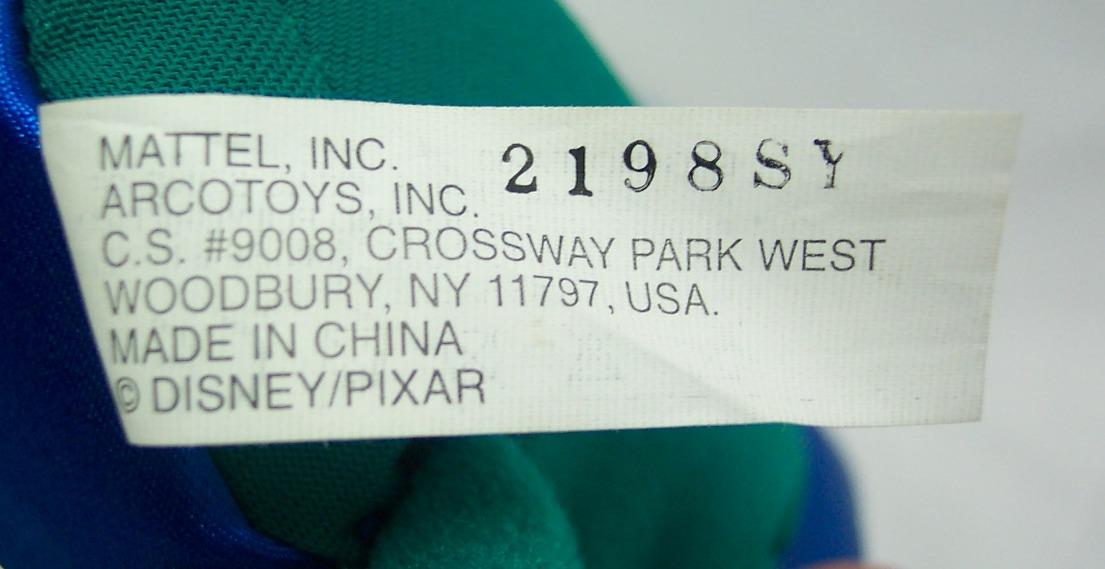 MATTEL, INC. 2198SY
ARCOTOYS, INC.
C.S. #9008, CROSSWAY PARK WEST
WOODBURY, NY 11797, USA.
MADE IN CHINA
© DISNEY/PIXAR